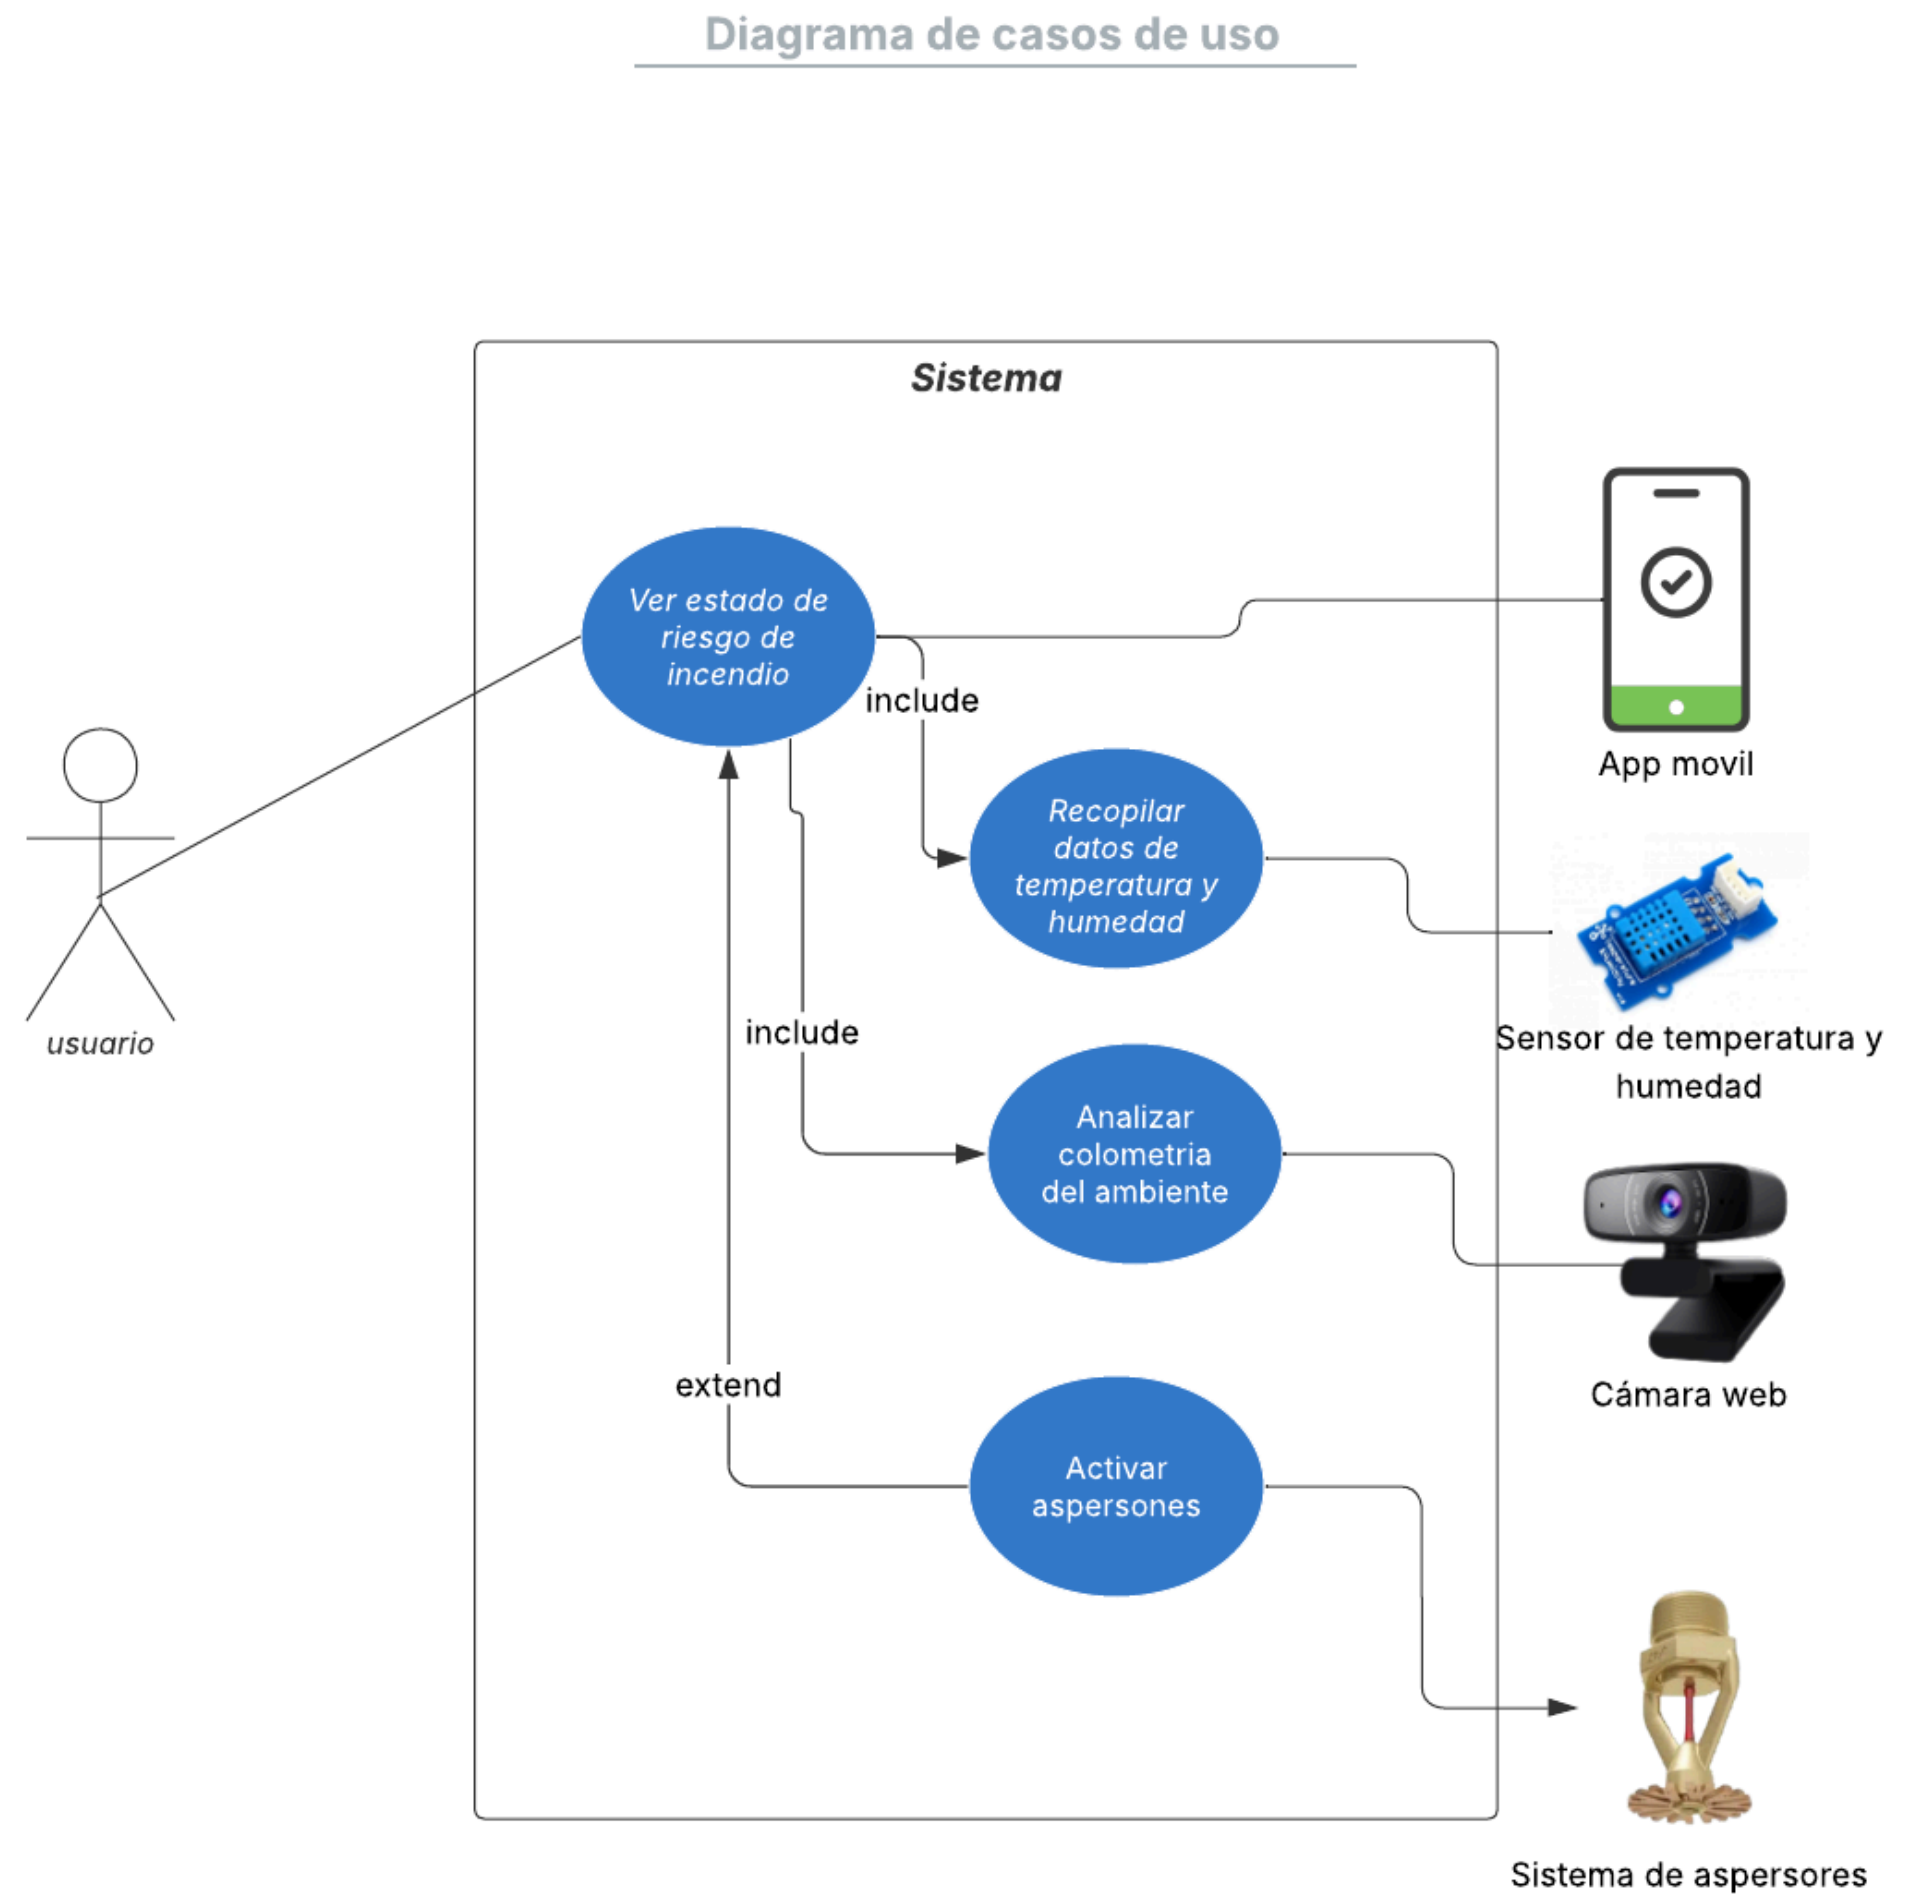 Diagrama de casos de uso
Sistema
Ver estado de
riesgo de
incendio
include
App movil
Recopilar
datos de
temperatura y
humedad
usuario
include
Sensor de temperatura y
humedad
Analizar
colometria
del ambiente
extend
Cámara web
Activar
aspersones
Sistema de aspersores